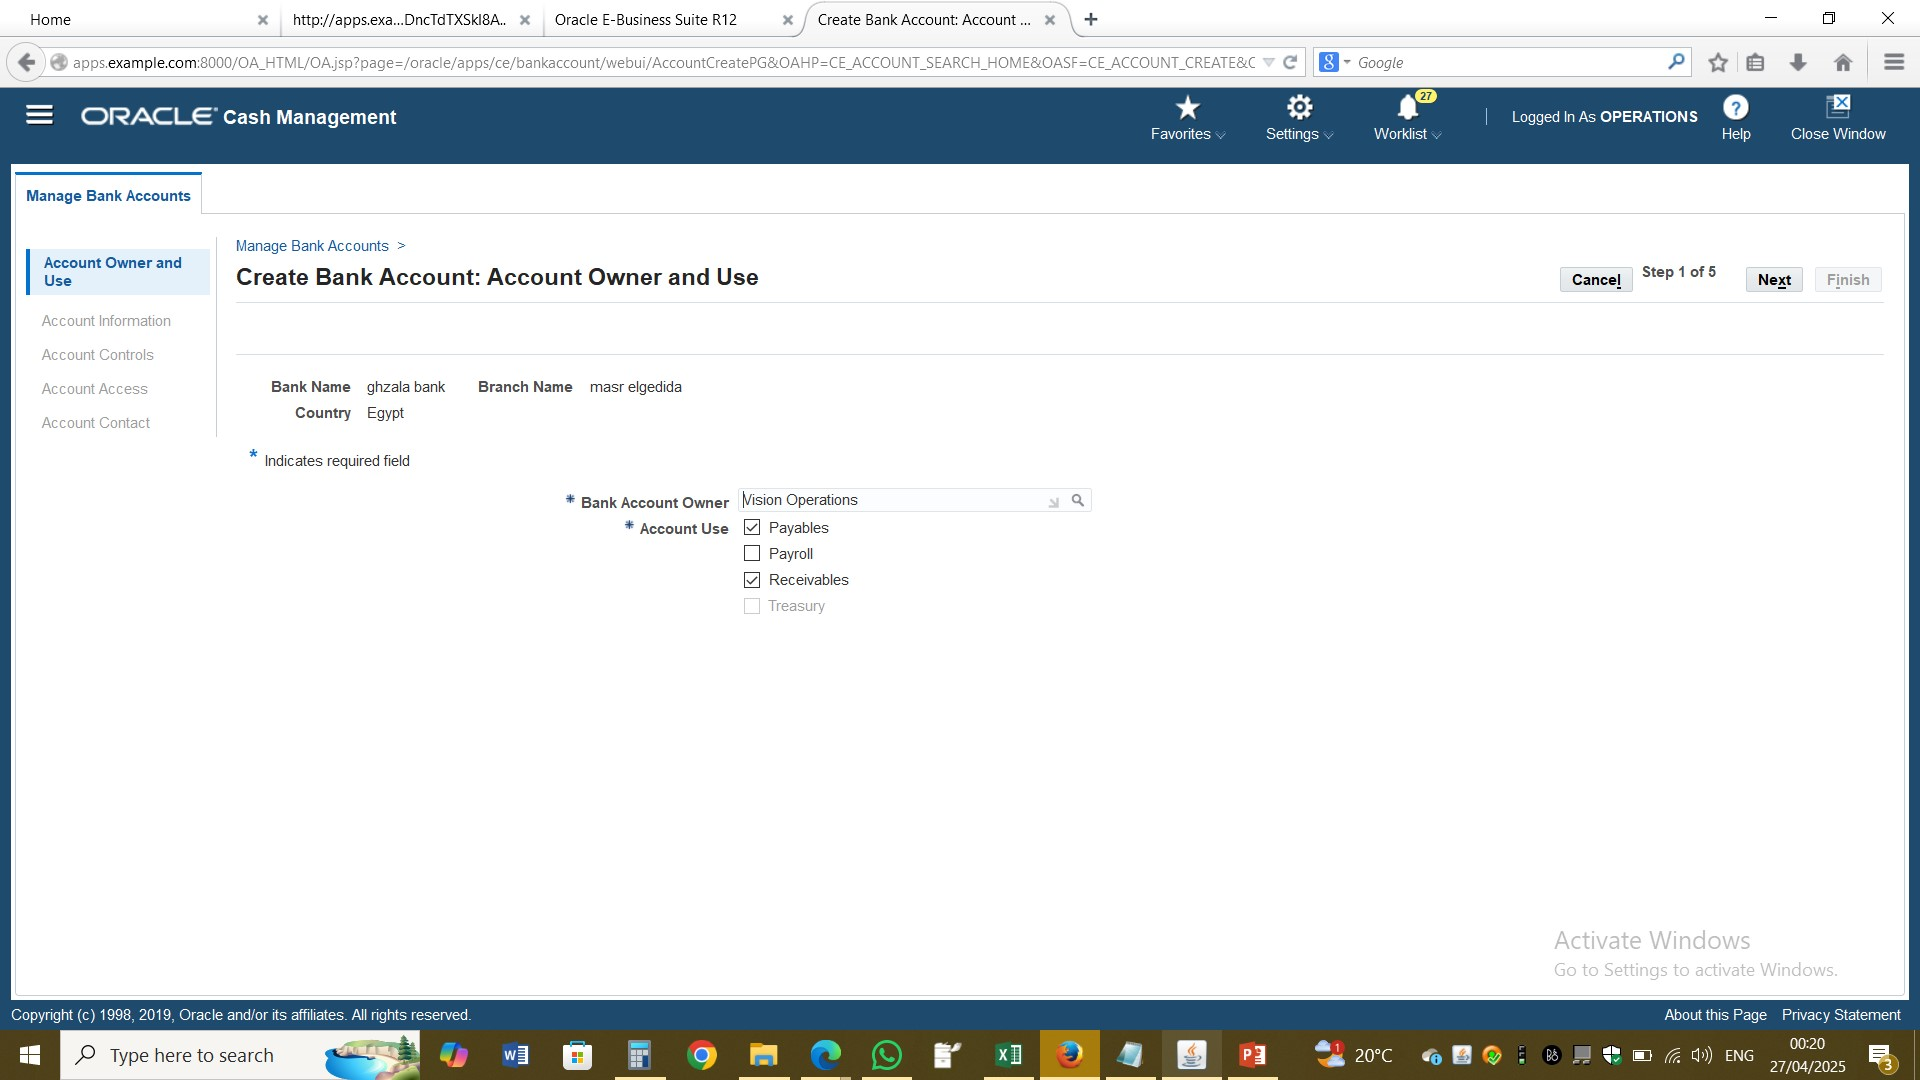 Home
http://apps.exa...DncTdTXSkI8A..
Oracle E-Business Suite R12
Create Bank Account: Account ...
apps.example.com:8000/OA_HTML/OA.jsp?page=/oracle/apps/ce/bankaccount/webui/AccountCreatePG&OAHP=CE_ACCOUNT_SEARCH_HOME&OASF=CE_ACCOUNT_CREATE&C
8 Google
ORACLE Cash Management
Favorites
Settings
27
Worklist
Logged In As OPERATIONS
Help
Close Window
Manage Bank Accounts
Account Owner and
Use
Account Information
Account Controls
Account Access
Account Contact
Manage Bank Accounts >
Create Bank Account: Account Owner and Use
Cancel Step 1 of 5 Next Finish
Bank Name ghzala bank Branch Name masr elgedida
Country Egypt
* Indicates required field
* Bank Account Owner Vision Operations
* Account Use Payables
Payroll
Receivables
Treasury
Activate Windows
Go to Settings to activate Windows.
Copyright (c) 1998, 2019, Oracle and/or its affiliates. All rights reserved.
About this Page Privacy Statement
Type here to search
1
20°C
ENG
00:20
27/04/2025
3